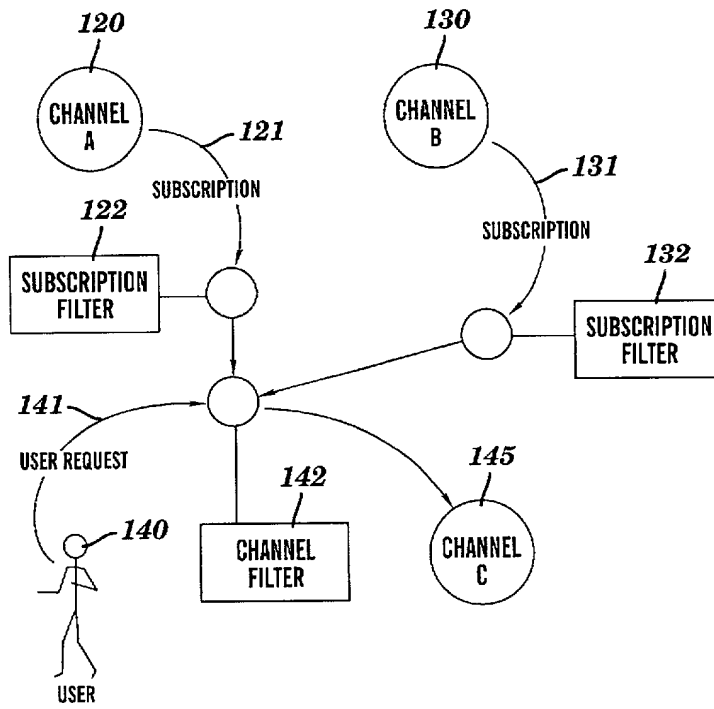 120
CHANNEL
A
121
SUBSCRIPTION
130
CHANNEL
B
131
SUBSCRIPTION
122
SUBSCRIPTION
FILTER
132
SUBSCRIPTION
FILTER
141
USER REQUEST
142
CHANNEL
FILTER
145
CHANNEL
C
140
USER